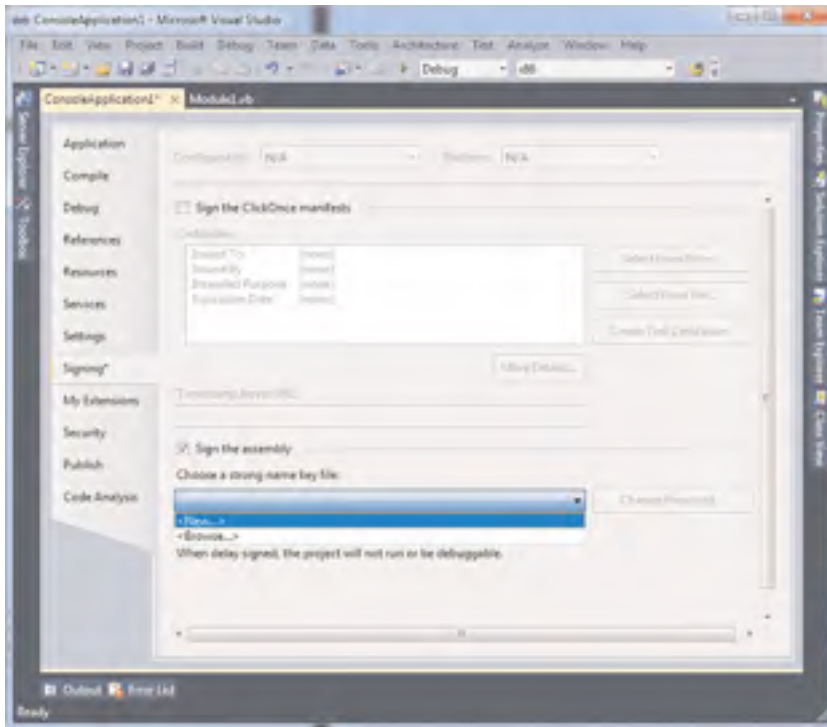 ConsoleApplication1 - Microsoft Visual Studio
File Edit View Project Build Debug Team Data Tools Architecture Test Analyze Window Help
Debug x86
ConsoleApplication1* Module1.vb
Server Explorer
Toolbox
Application
Compile
Debug
References
Resources
Services
Settings
Signing*
My Extensions
Security
Publish
Code Analysis
Configuration: N/A Platform: N/A
Sign the ClickOnce manifests
Certificate:
Issued To (none)
Issued By (none)
Intended Purpose (none)
Expiration Date (none)
Select from Store...
Select from File...
Create Test Certificate...
More Details...
Timestamp Server URL:
Sign the assembly
Choose a strong name key file:
Change Password...
<New...>
<Browse...>
When delay signed, the project will not run or be debuggable.
Properties
Solution Explorer
Team Explorer
Class View
Output Error List
Ready